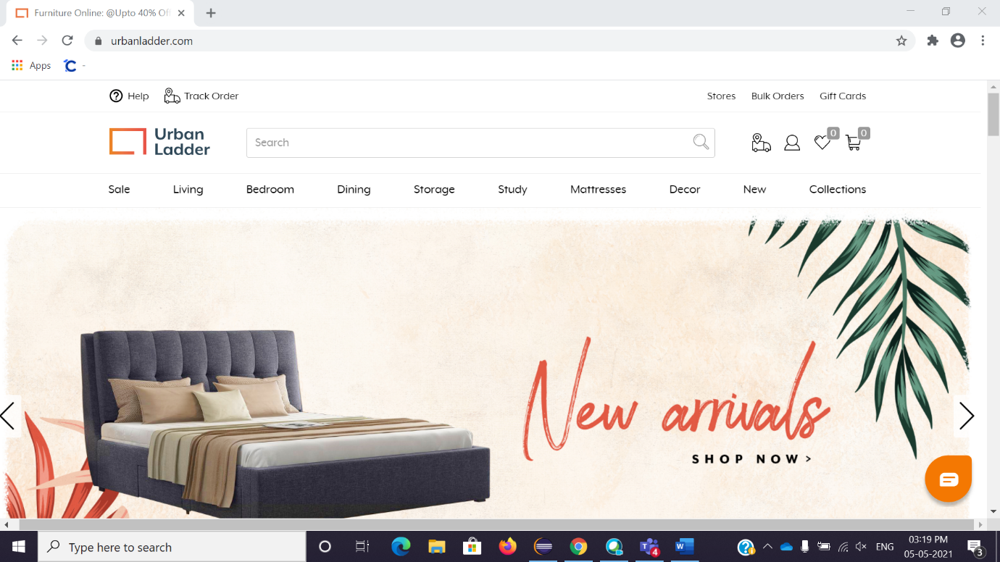 Furniture Online: @Upto 40% Of
urbanladder.com
Apps
C -
Help Track Order Stores Bulk Orders Gift Cards
Urban
Ladder
Search
0 0
Sale Living Bedroom Dining Storage Study Mattresses Decor New Collections
New arrivals
SHOP NOW >
Type here to search
T 4
W
ENG
03:19 PM
05-05-2021
3